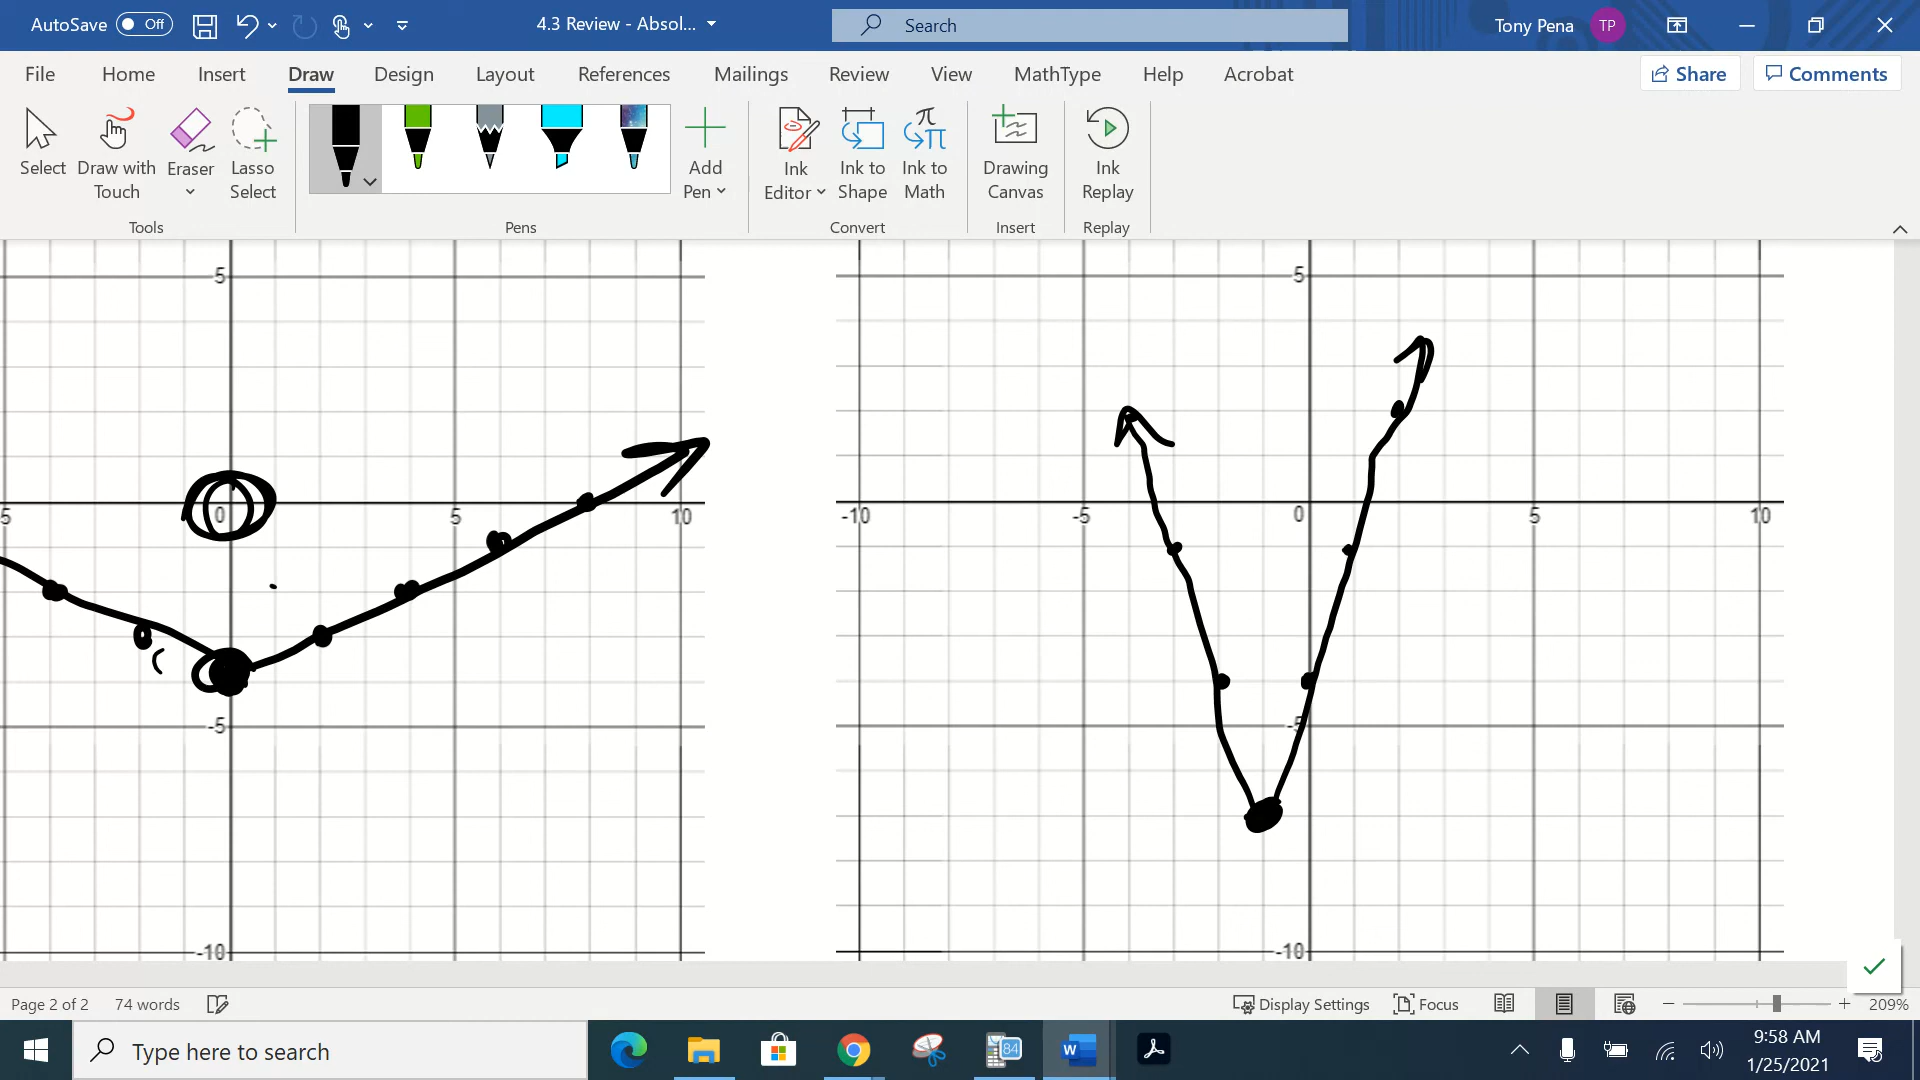 AutoSave Off 4.3 Review - Absol... Search Tony Pena TP
File Home Insert Draw Design Layout References Mailings Review View MathType Help Acrobat Share Comments
Select Draw with Touch Eraser Lasso Select Add Pen Ink Editor Ink to Shape Ink to Math Drawing Canvas Ink Replay
Tools Pens Convert Insert Replay
5 5
5 0 5 10 -10 -5 0 5 10
-5 -5
-10 -10
Page 2 of 2 74 words Display Settings Focus 209%
Type here to search 84 W 9:58 AM
1/25/2021